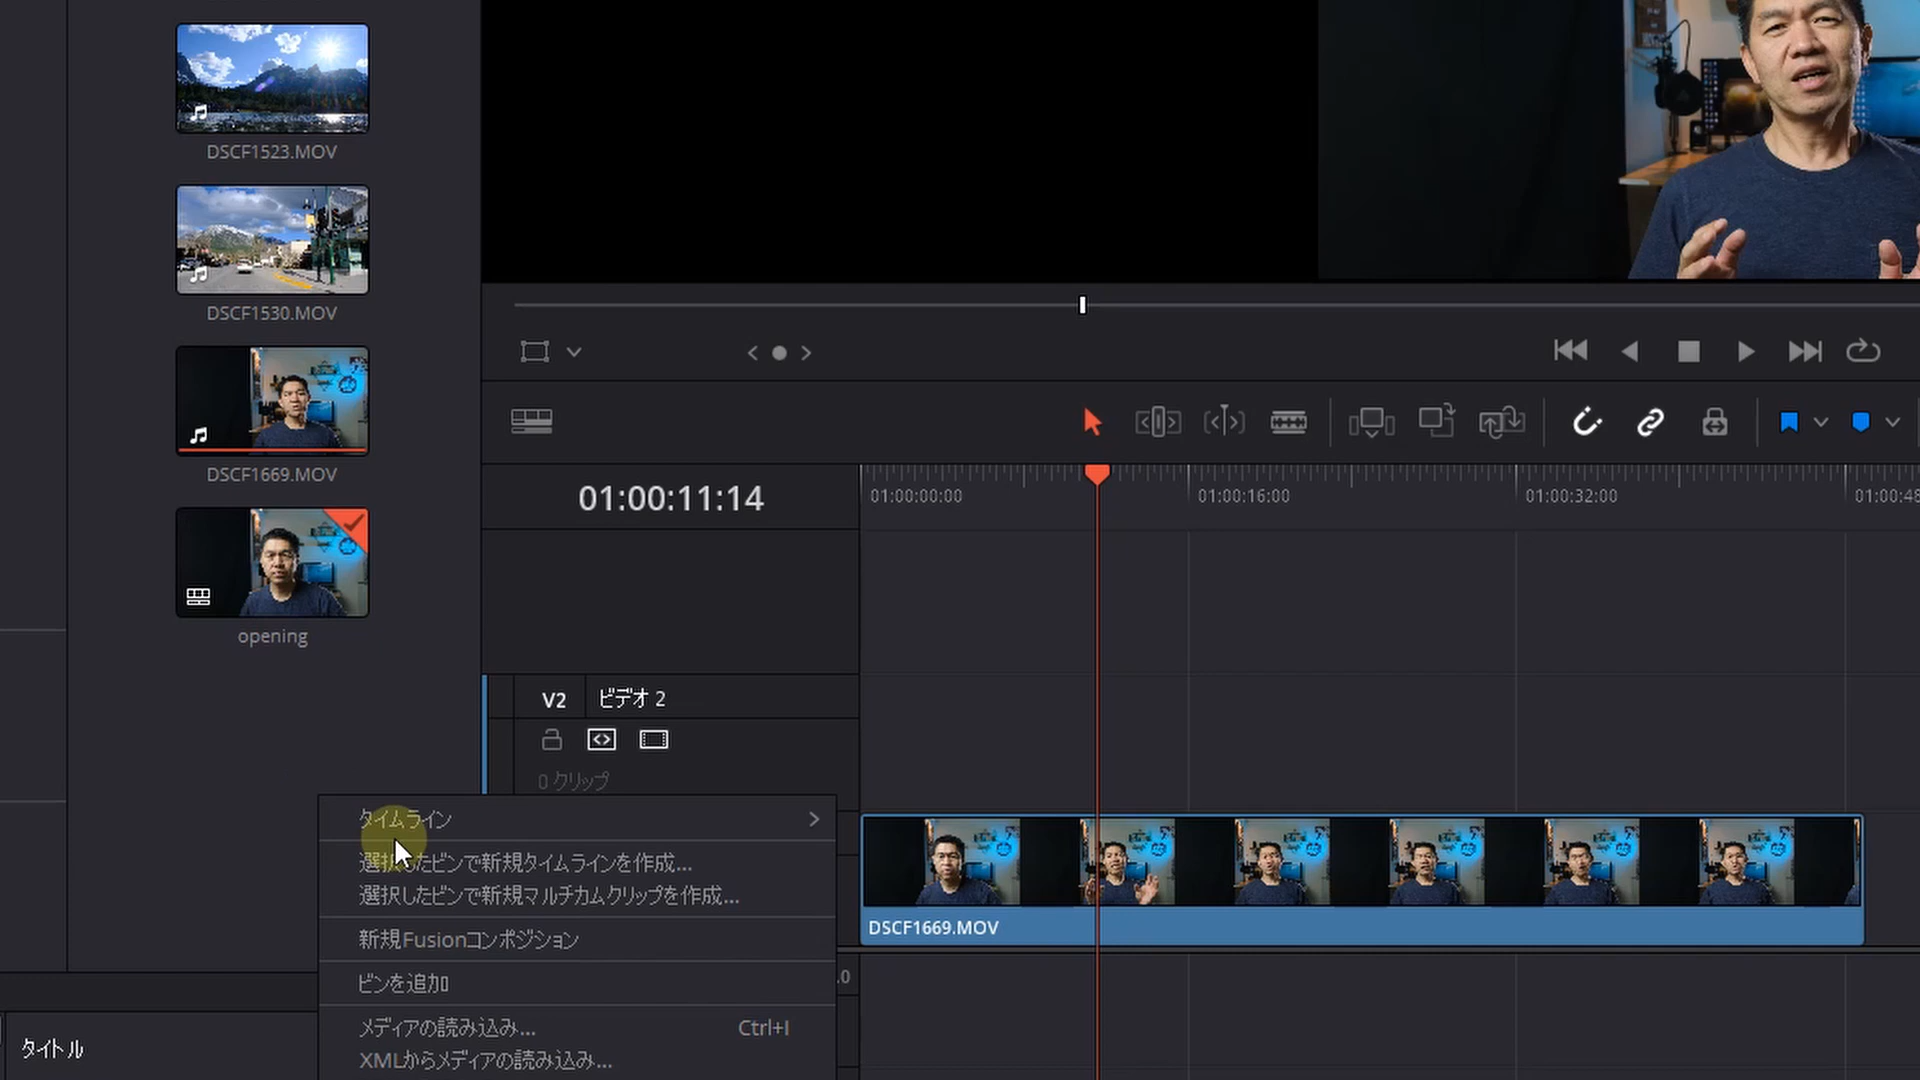 DSCF1523.MOV
DSCF1530.MOV
DSCF1669.MOV
opening
01:00:11:14
01:00:00:00
01:00:16:00
01:00:32:00
01:00:48
V2
ビデオ 2
0 クリップ
タイムライン
選択したビンで新規タイムラインを作成...
選択したビンで新規マルチカムクリップを作成...
新規Fusionコンポジション
ビンを追加
メディアの読み込み... Ctrl+I
XMLからメディアの読み込み...
DSCF1669.MOV
.0
タイトル